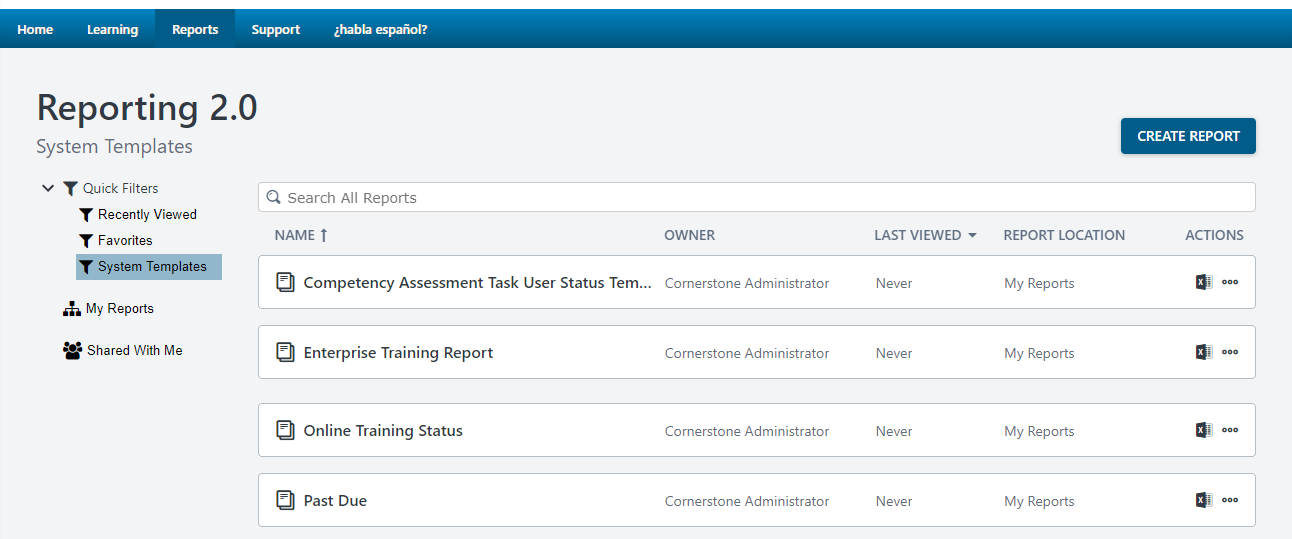 Home Learning Reports Support ¿habla español?
Reporting 2.0
System Templates
CREATE REPORT
Quick Filters
Recently Viewed
Favorites
System Templates
My Reports
Shared With Me
Search All Reports
NAME OWNER LAST VIEWED REPORT LOCATION ACTIONS
Competency Assessment Task User Status Tem... Cornerstone Administrator Never My Reports
Enterprise Training Report Cornerstone Administrator Never My Reports
Online Training Status Cornerstone Administrator Never My Reports
Past Due Cornerstone Administrator Never My Reports